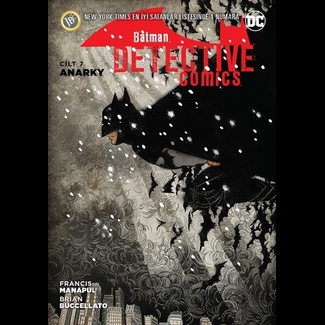 NEW YORK TIMES EN İYİ SATANLAR LİSTESİNDE 1 NUMARA
DC
Batman
DETECTIVE
COMICS
CİLT 7
ANARKY
FRANCIS
MANAPUL
BRIAN
BUCCELLATO